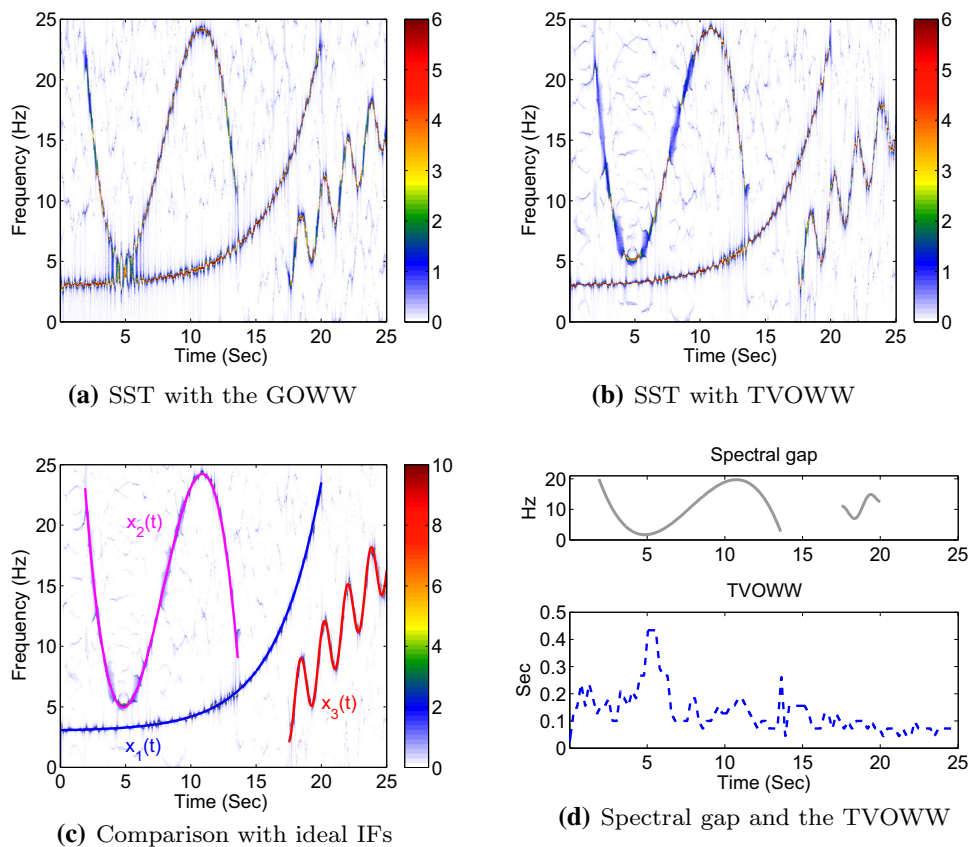 25
20
15
10
5
0
Frequency (Hz)
5 10 15 20 25
Time (Sec)
6
5
4
3
2
1
0
(a) SST with the GOWW
25
20
15
10
5
0
Frequency (Hz)
5 10 15 20 25
Time (Sec)
6
5
4
3
2
1
0
(b) SST with TVOWW
25
20
15
10
5
0
Frequency (Hz)
x_2(t)
x_1(t)
x_3(t)
0 5 10 15 20 25
Time (Sec)
10
8
6
4
2
0
(c) Comparison with ideal IFs
Spectral gap
20
10
0
Hz
5 10 15 20 25
TVOWW
0.5
0.4
0.3
0.2
0.1
0
Sec
5 10 15 20 25
Time (Sec)
(d) Spectral gap and the TVOWW